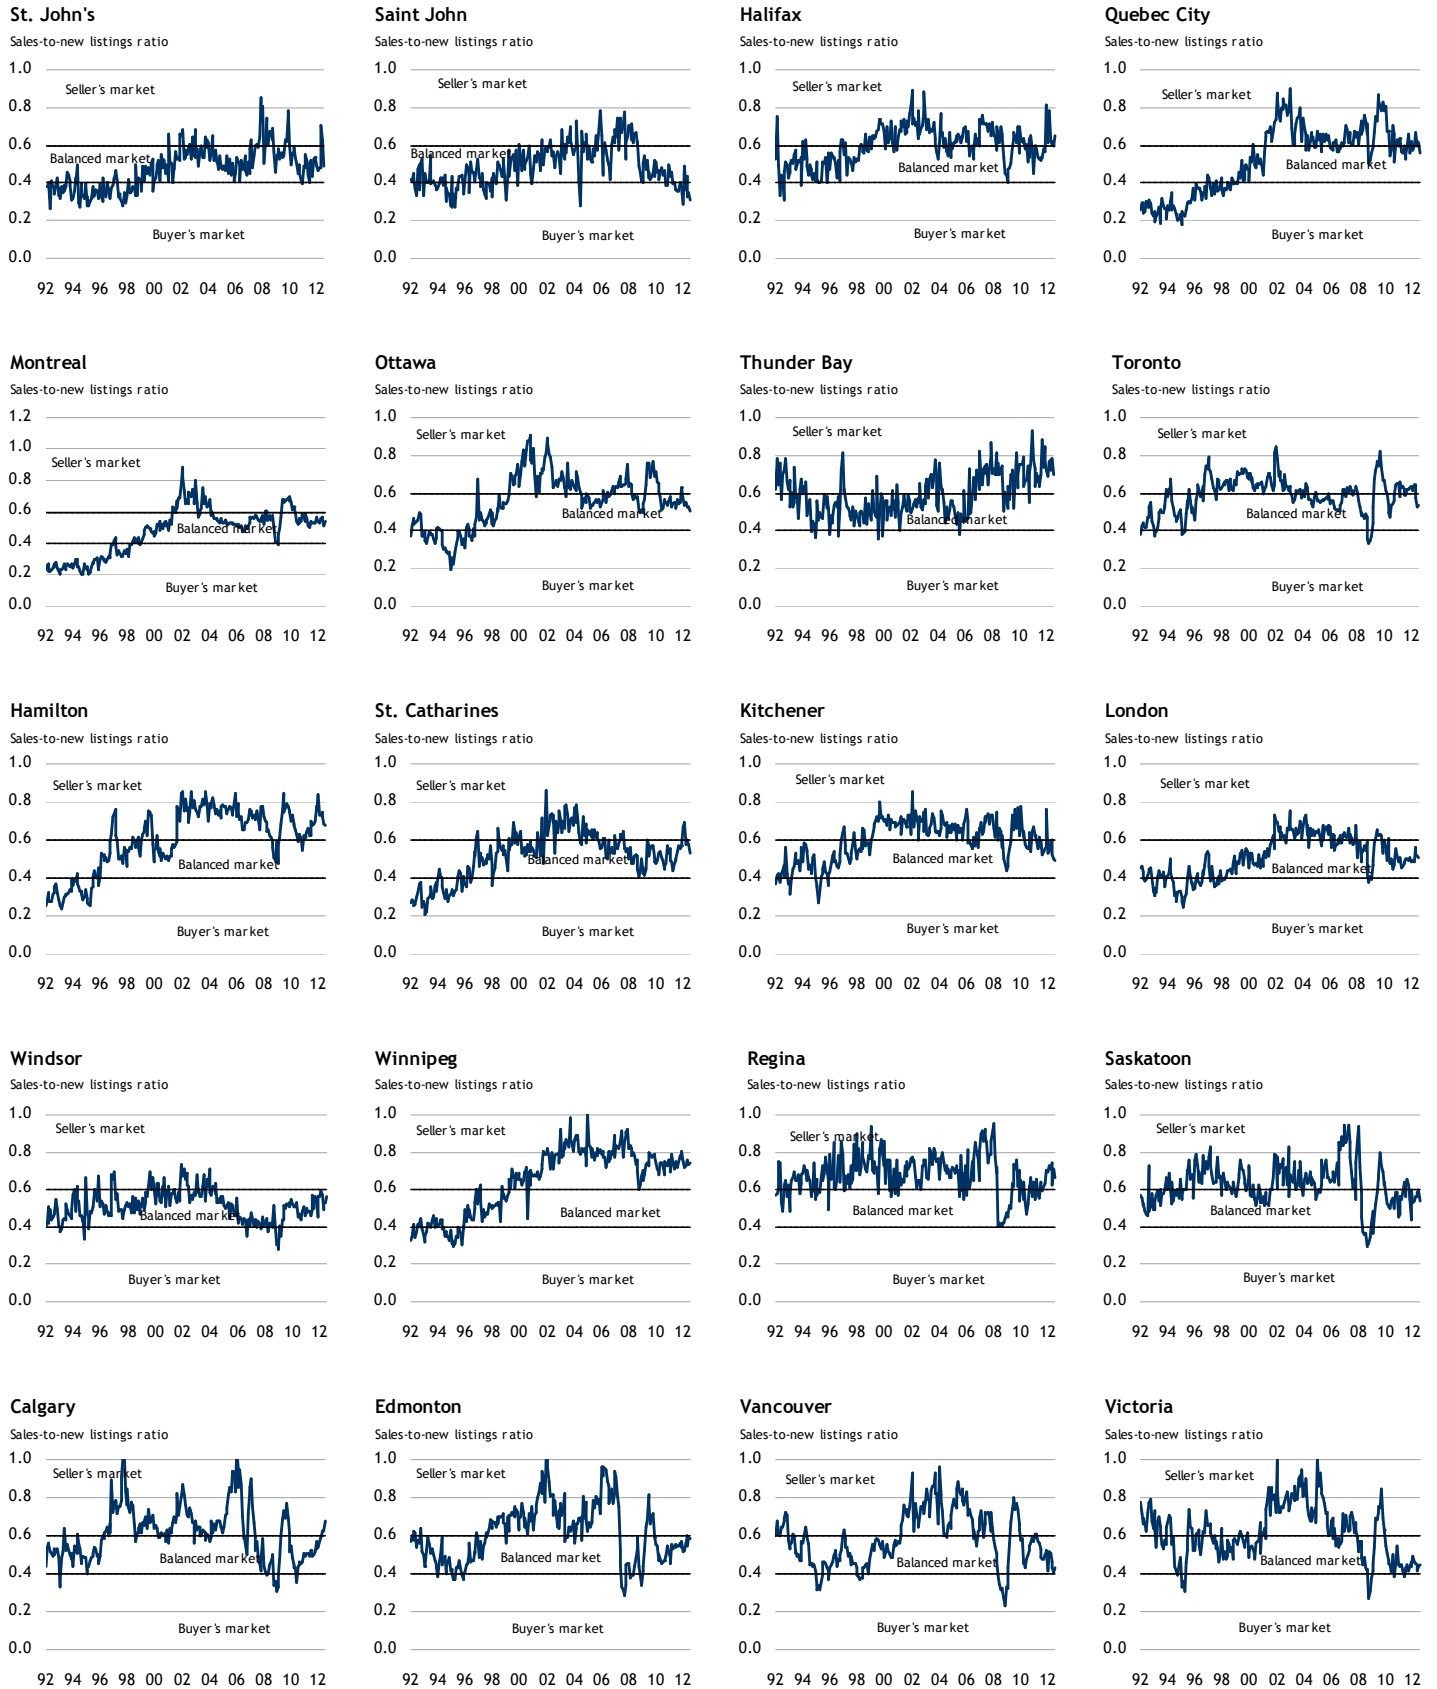 St. John's
Sales-to-new listings ratio
1.0
Seller's market
0.8
0.6
Balanced market
0.4
0.2
Buyer's market
0.0
92 94 96 98 00 02 04 06 08 10 12
Saint John
Sales-to-new listings ratio
1.0
Seller's market
0.8
0.6
Balanced market
0.4
0.2
Buyer's market
0.0
92 94 96 98 00 02 04 06 08 10 12
Halifax
Sales-to-new listings ratio
1.0
Seller's market
0.8
0.6
Balanced market
0.4
0.2
Buyer's market
0.0
92 94 96 98 00 02 04 06 08 10 12
Quebec City
Sales-to-new listings ratio
1.0
Seller's market
0.8
0.6
Balanced market
0.4
0.2
Buyer's market
0.0
92 94 96 98 00 02 04 06 08 10 12
Montreal
Sales-to-new listings ratio
1.2
1.0
Seller's market
0.8
0.6
Balanced market
0.4
0.2
Buyer's market
0.0
92 94 96 98 00 02 04 06 08 10 12
Ottawa
Sales-to-new listings ratio
1.0
Seller's market
0.8
0.6
Balanced market
0.4
0.2
Buyer's market
0.0
92 94 96 98 00 02 04 06 08 10 12
Thunder Bay
Sales-to-new listings ratio
1.0
Seller's market
0.8
0.6
Balanced market
0.4
0.2
Buyer's market
0.0
92 94 96 98 00 02 04 06 08 10 12
Toronto
Sales-to-new listings ratio
1.0
Seller's market
0.8
0.6
Balanced market
0.4
0.2
Buyer's market
0.0
92 94 96 98 00 02 04 06 08 10 12
Hamilton
Sales-to-new listings ratio
1.0
Seller's market
0.8
0.6
Balanced market
0.4
0.2
Buyer's market
0.0
92 94 96 98 00 02 04 06 08 10 12
St. Catharines
Sales-to-new listings ratio
1.0
Seller's market
0.8
0.6
Balanced market
0.4
0.2
Buyer's market
0.0
92 94 96 98 00 02 04 06 08 10 12
Kitchener
Sales-to-new listings ratio
1.0
Seller's market
0.8
0.6
Balanced market
0.4
0.2
Buyer's market
0.0
92 94 96 98 00 02 04 06 08 10 12
London
Sales-to-new listings ratio
1.0
Seller's market
0.8
0.6
Balanced market
0.4
0.2
Buyer's market
0.0
92 94 96 98 00 02 04 06 08 10 12
Windsor
Sales-to-new listings ratio
1.0
Seller's market
0.8
0.6
Balanced market
0.4
0.2
Buyer's market
0.0
92 94 96 98 00 02 04 06 08 10 12
Winnipeg
Sales-to-new listings ratio
1.0
Seller's market
0.8
0.6
Balanced market
0.4
0.2
Buyer's market
0.0
92 94 96 98 00 02 04 06 08 10 12
Regina
Sales-to-new listings ratio
1.0
Seller's market
0.8
0.6
Balanced market
0.4
0.2
Buyer's market
0.0
92 94 96 98 00 02 04 06 08 10 12
Saskatoon
Sales-to-new listings ratio
1.0
Seller's market
0.8
0.6
Balanced market
0.4
0.2
Buyer's market
0.0
92 94 96 98 00 02 04 06 08 10 12
Calgary
Sales-to-new listings ratio
1.0
Seller's market
0.8
0.6
Balanced market
0.4
0.2
Buyer's market
0.0
92 94 96 98 00 02 04 06 08 10 12
Edmonton
Sales-to-new listings ratio
1.0
Seller's market
0.8
0.6
Balanced market
0.4
0.2
Buyer's market
0.0
92 94 96 98 00 02 04 06 08 10 12
Vancouver
Sales-to-new listings ratio
1.0
Seller's market
0.8
0.6
Balanced market
0.4
0.2
Buyer's market
0.0
92 94 96 98 00 02 04 06 08 10 12
Victoria
Sales-to-new listings ratio
1.0
Seller's market
0.8
0.6
Balanced market
0.4
0.2
Buyer's market
0.0
92 94 96 98 00 02 04 06 08 10 12